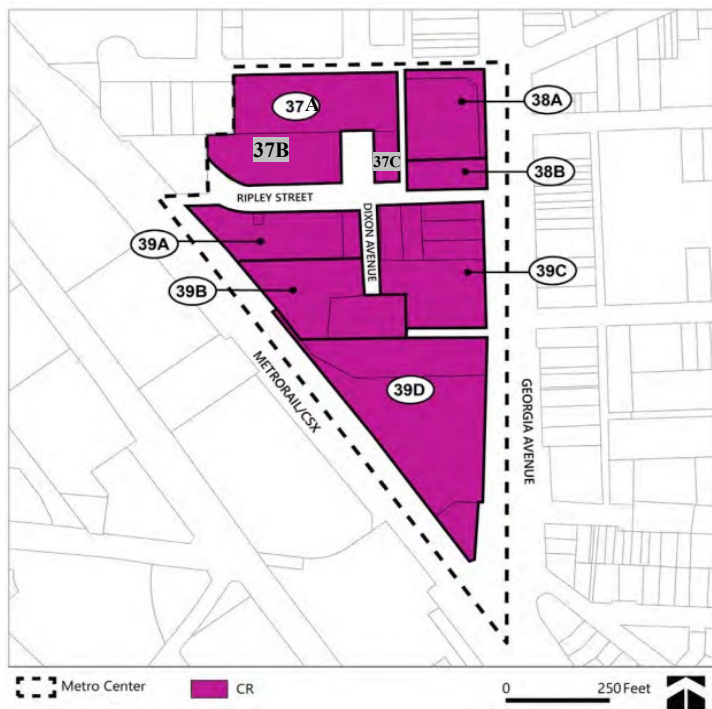 37A
38A
37B
37C
38B
RIPLEY STREET
DIXON AVENUE
39A
39C
39B
METRORAIL/CSX
39D
GEORGIA AVENUE
Metro Center
CR
0
250 Feet